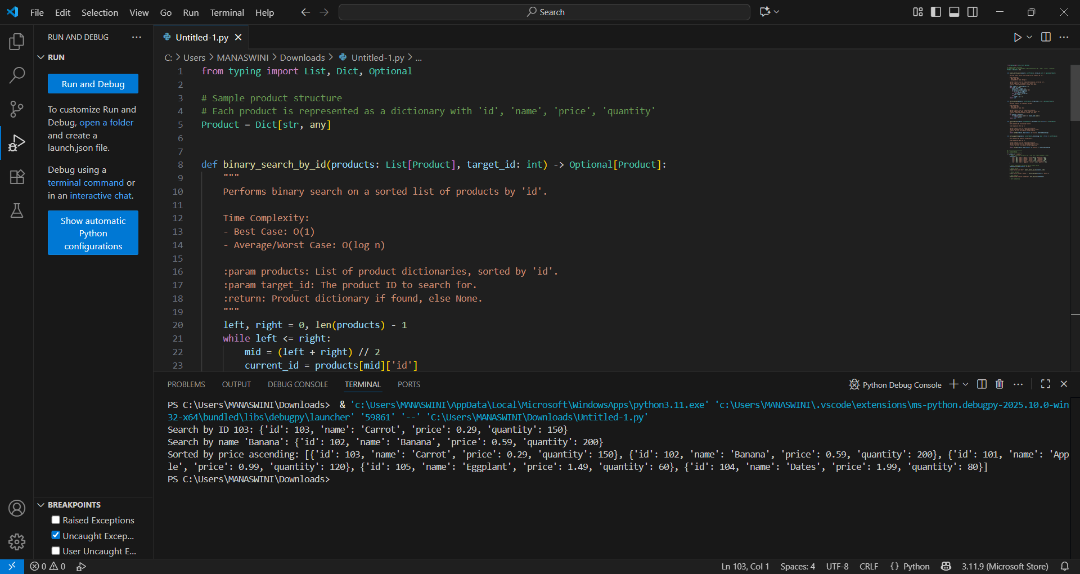 File Edit Selection View Go Run Terminal Help
Search
RUN AND DEBUG
RUN
Run and Debug
To customize Run and
Debug, open a folder
and create a
launch.json file.
Debug using a
terminal command or
in an interactive chat.
Show automatic
Python
configurations
BREAKPOINTS
Raised Exceptions
Uncaught Excep...
User Uncaught E...
Untitled-1.py
C: > Users > MANASWINI > Downloads > Untitled-1.py > ...
1 from typing import List, Dict, Optional
2
3 # Sample product structure
4 # Each product is represented as a dictionary with 'id', 'name', 'price', 'quantity'
5 Product = Dict[str, any]
6
7
8 def binary_search_by_id(products: List[Product], target_id: int) -> Optional[Product]:
9 """
10 Performs binary search on a sorted list of products by 'id'.
11
12 Time Complexity:
13 - Best Case: O(1)
14 - Average/Worst Case: O(log n)
15
16 :param products: List of product dictionaries, sorted by 'id'.
17 :param target_id: The product ID to search for.
18 :return: Product dictionary if found, else None.
19 """
20 left, right = 0, len(products) - 1
21 while left <= right:
22 mid = (left + right) // 2
23 current_id = products[mid]['id']
PROBLEMS OUTPUT DEBUG CONSOLE TERMINAL PORTS
Python Debug Console
PS C:\Users\MANASWINI\Downloads> & 'c:\Users\MANASWINI\AppData\Local\Microsoft\WindowsApps\python3.11.exe' 'c:\Users\MANASWINI\.vscode\extensions\ms-python.debugpy-2025.10.0-win
32-x64\bundled\libs\debugpy\launcher' '59861' '--' 'C:\Users\MANASWINI\Downloads\Untitled-1.py'
Search by ID 103: {'id': 103, 'name': 'Carrot', 'price': 0.29, 'quantity': 150}
Search by name 'Banana': {'id': 102, 'name': 'Banana', 'price': 0.59, 'quantity': 200}
Sorted by price ascending: [{'id': 103, 'name': 'Carrot', 'price': 0.29, 'quantity': 150}, {'id': 102, 'name': 'Banana', 'price': 0.59, 'quantity': 200}, {'id': 101, 'name': 'App
le', 'price': 0.99, 'quantity': 120}, {'id': 105, 'name': 'Eggplant', 'price': 1.49, 'quantity': 60}, {'id': 104, 'name': 'Dates', 'price': 1.99, 'quantity': 80}]
PS C:\Users\MANASWINI\Downloads>
0 0
Ln 103, Col 1 Spaces: 4 UTF-8 CRLF {} Python 3.11.9 (Microsoft Store)